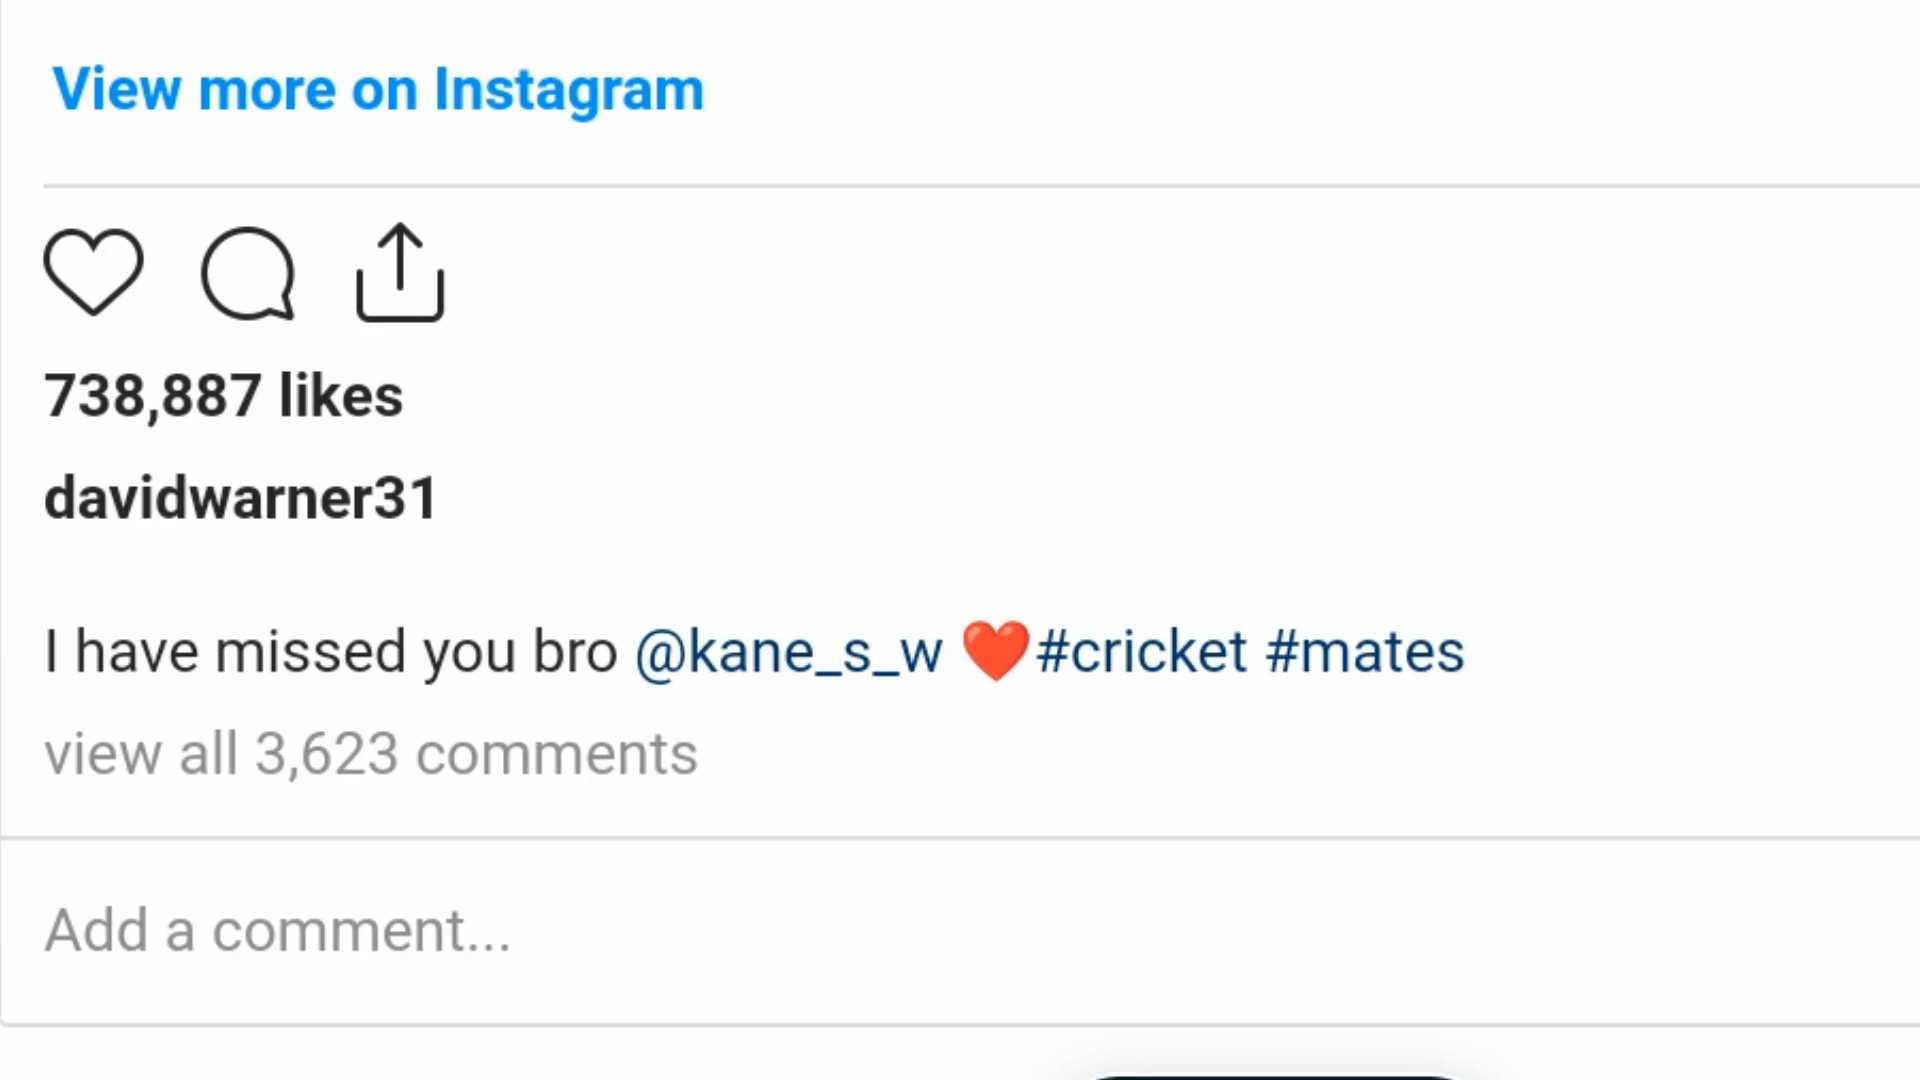 View more on Instagram
738,887 likes
davidwarner31
I have missed you bro @kane_s_w ❤️#cricket #mates
view all 3,623 comments
Add a comment...